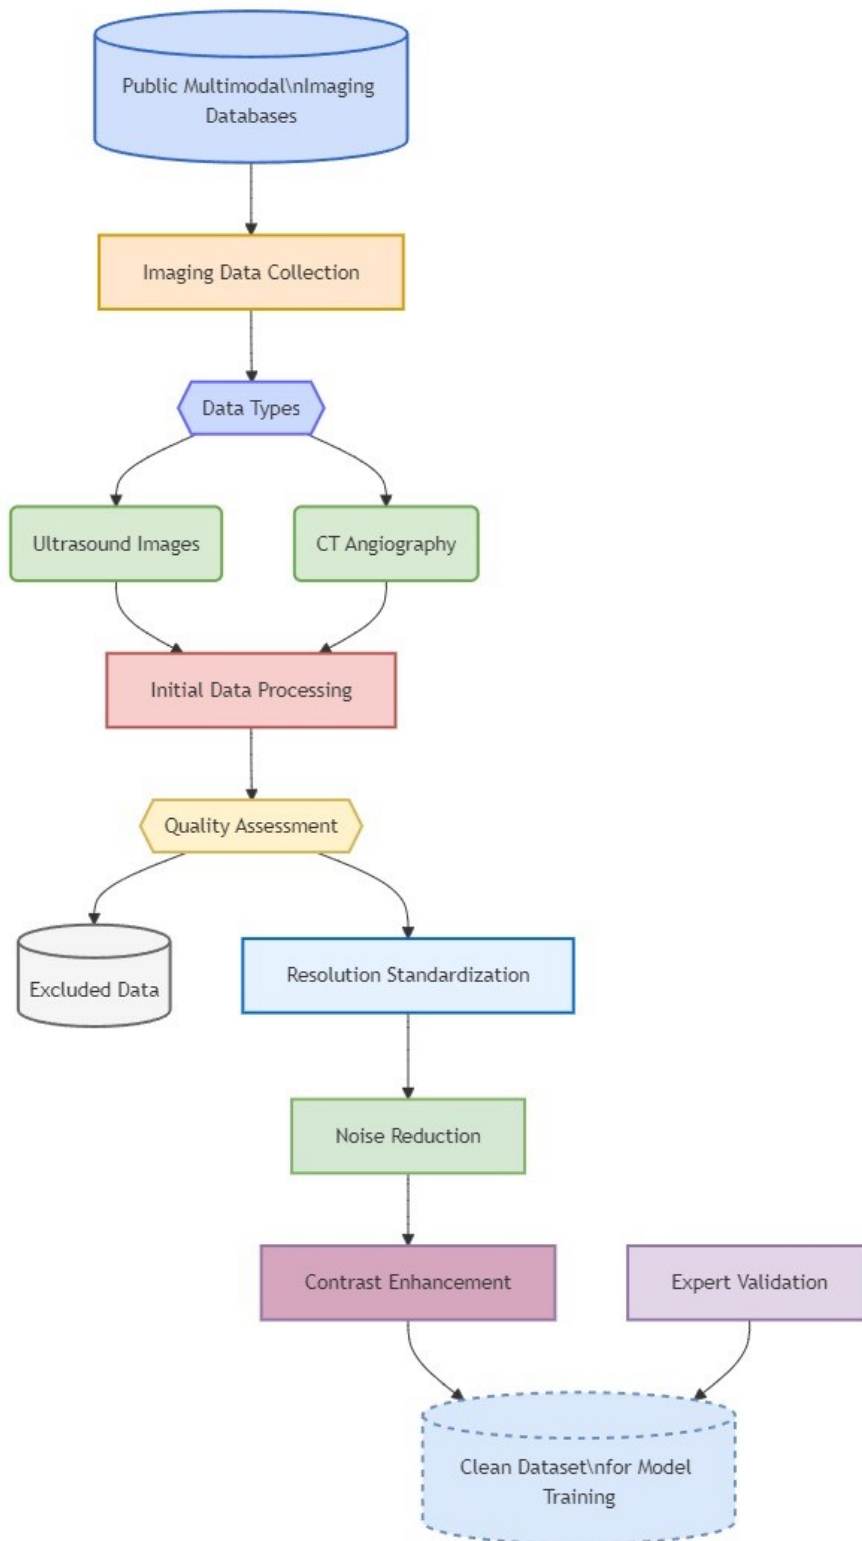 Public Multimodal\nImaging
Databases
Imaging Data Collection
Data Types
Ultrasound Images
CT Angiography
Initial Data Processing
Quality Assessment
Excluded Data
Resolution Standardization
Noise Reduction
Contrast Enhancement
Expert Validation
Clean Dataset\nfor Model
Training